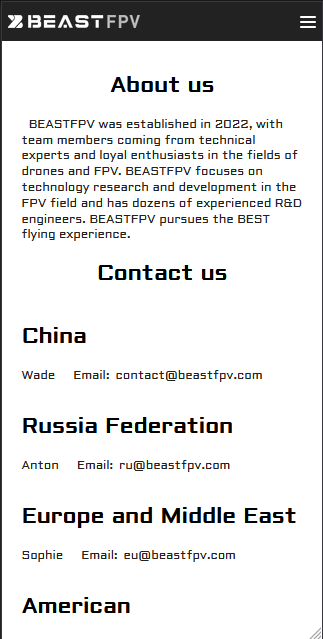 BEASTFPV
About us
BEASTFPV was established in 2022, with
team members coming from technical
experts and loyal enthusiasts in the fields of
drones and FPV. BEASTFPV focuses on
technology research and development in the
FPV field and has dozens of experienced R&D
engineers. BEASTFPV pursues the BEST
flying experience.
Contact us
China
Wade Email: contact@beastfpv.com
Russia Federation
Anton Email: ru@beastfpv.com
Europe and Middle East
Sophie Email: eu@beastfpv.com
American